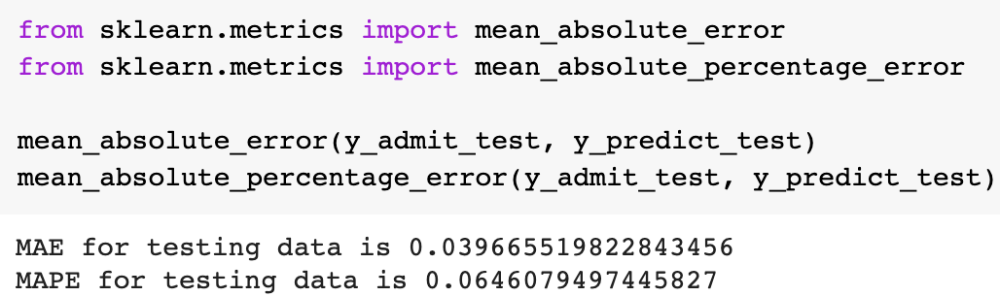 from sklearn.metrics import mean_absolute_error
from sklearn.metrics import mean_absolute_percentage_error
mean_absolute_error(y_admit_test, y_predict_test)
mean_absolute_percentage_error(y_admit_test, y_predict_test)
MAE for testing data is 0.039665519822843456
MAPE for testing data is 0.0646079497445827